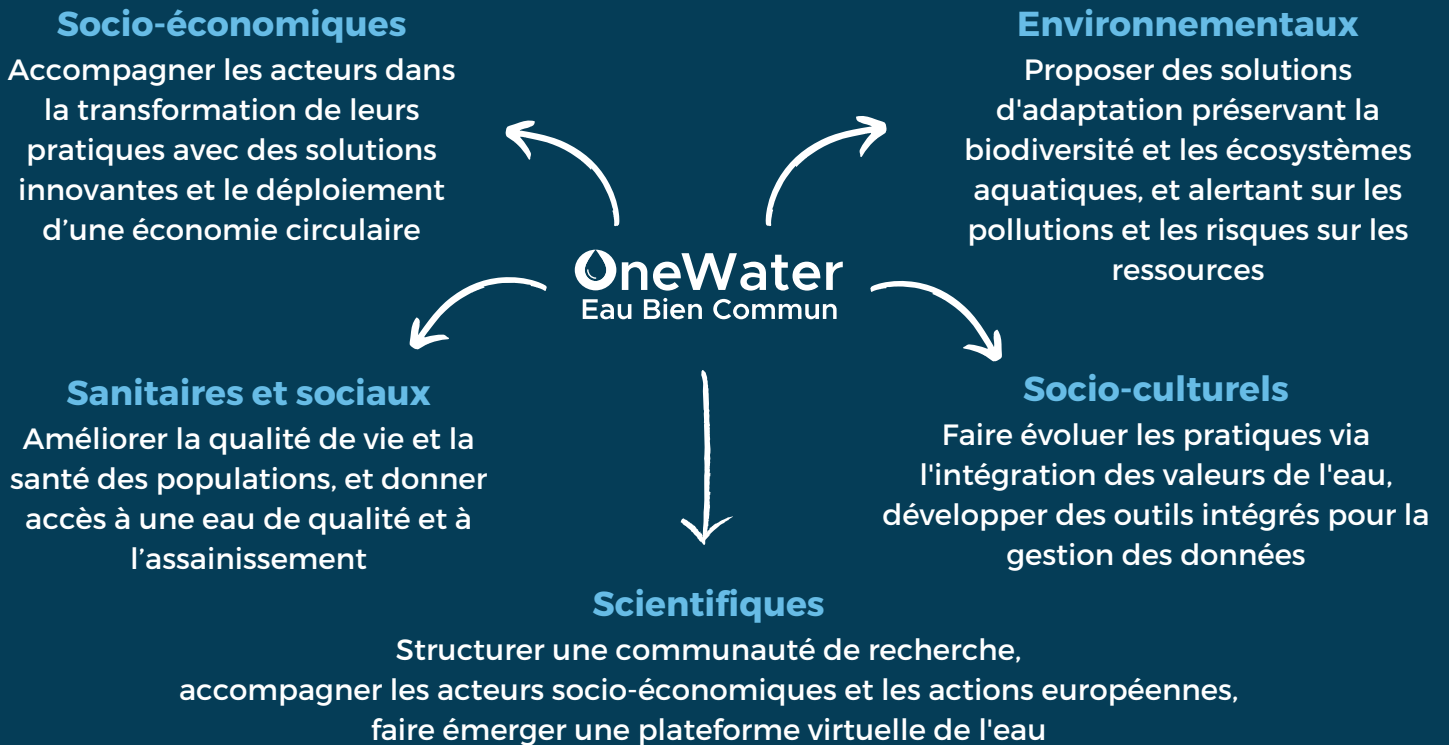 Socio-économiques
Accompagner les acteurs dans
la transformation de leurs
pratiques avec des solutions
innovantes et le déploiement
d’une économie circulaire
Environnementaux
Proposer des solutions
d'adaptation préservant la
biodiversité et les écosystèmes
aquatiques, et alertant sur les
pollutions et les risques sur les
ressources
OneWater
Eau Bien Commun
Sanitaires et sociaux
Améliorer la qualité de vie et la
santé des populations, et donner
accès à une eau de qualité et à
l’assainissement
Socio-culturels
Faire évoluer les pratiques via
l'intégration des valeurs de l'eau,
développer des outils intégrés pour la
gestion des données
Scientifiques
Structurer une communauté de recherche,
accompagner les acteurs socio-économiques et les actions européennes,
faire émerger une plateforme virtuelle de l'eau